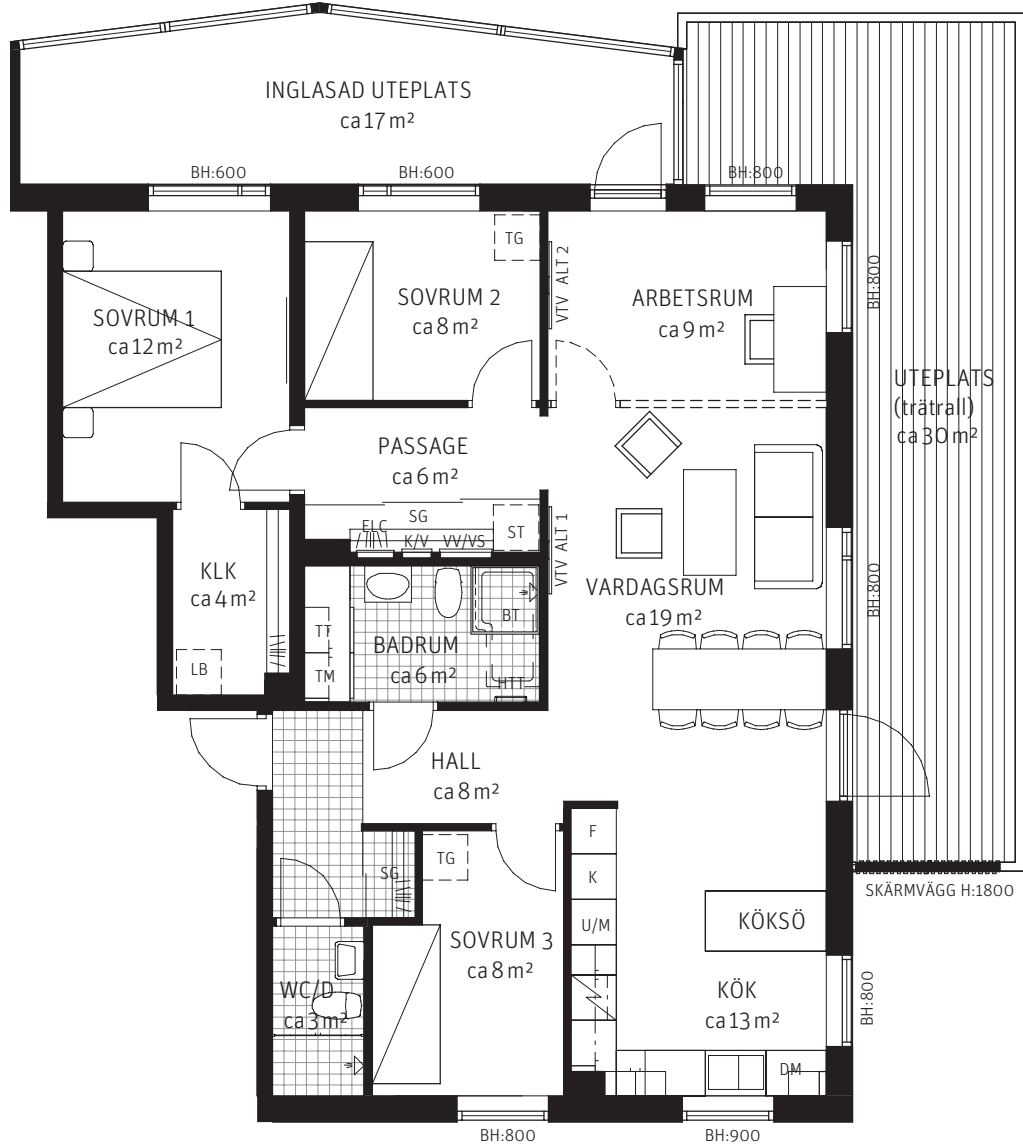 INGLASAD UTEPLATS
ca 17 m²
BH:600
BH:600
BH:800
TG
VTV ALT 2
BH:800
SOVRUM 1
ca 12 m²
SOVRUM 2
ca 8 m²
ARBETSRUM
ca 9 m²
UTEPLATS
(trätrall)
ca 30 m²
PASSAGE
ca 6 m²
SG
ELC
K/V
VV/VS
ST
VTV ALT 1
BH:800
KLK
ca 4 m²
VARDAGSRUM
ca 19 m²
BT
TT
BADRUM
ca 6 m²
LB
TM
HTT
HALL
ca 8 m²
F
TG
SG
K
SKÄRMVÄGG H:1800
U/M
KÖKSÖ
SOVRUM 3
ca 8 m²
WC/D
ca 3 m²
KÖK
ca 13 m²
BH:800
DM
BH:800
BH:900